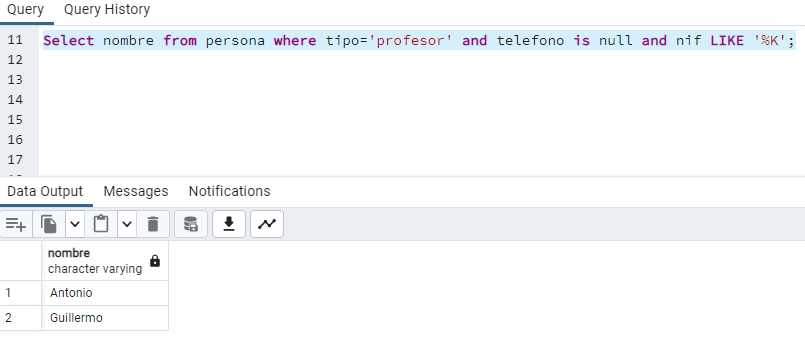 Query Query History
11 Select nombre from persona where tipo='profesor' and telefono is null and nif LIKE '%K';
12
13
14
15
16
17
Data Output Messages Notifications
nombre
character varying
1 Antonio
2 Guillermo